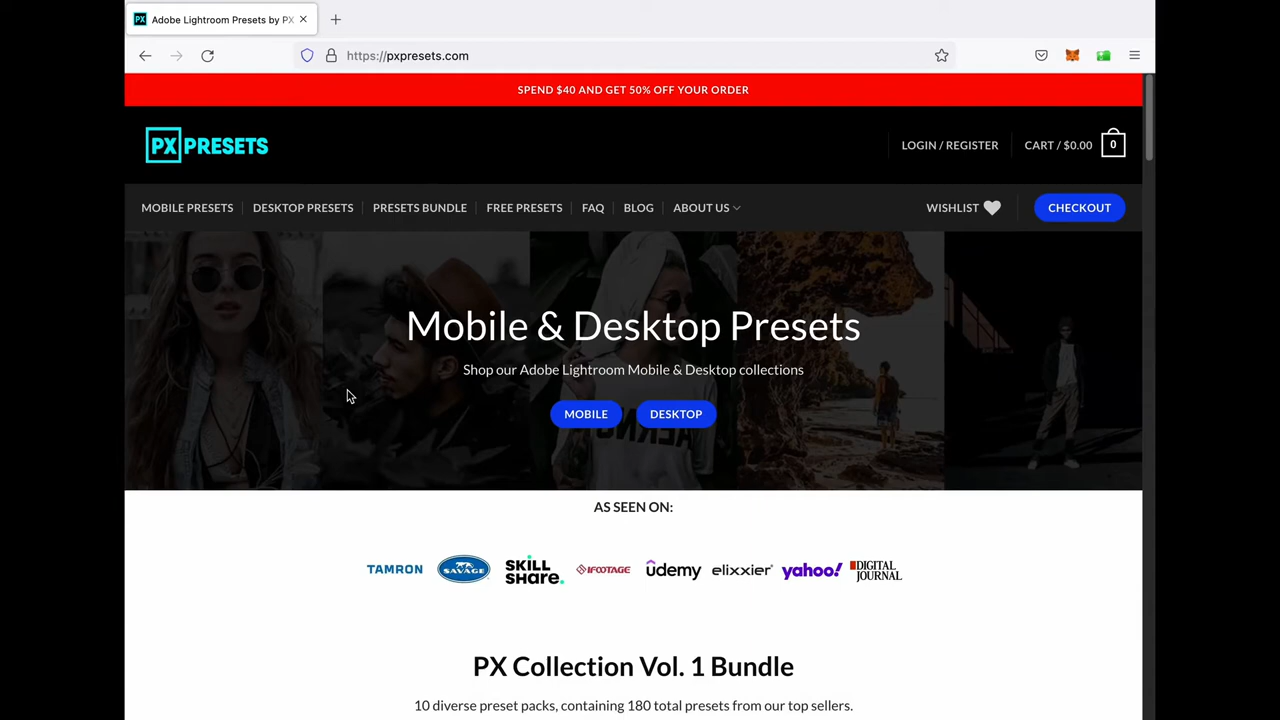 PX Adobe Lightroom Presets by PX
https://pxpresets.com
SPEND $40 AND GET 50% OFF YOUR ORDER
PX PRESETS
LOGIN / REGISTER
CART / $0.00
0
MOBILE PRESETS
DESKTOP PRESETS
PRESETS BUNDLE
FREE PRESETS
FAQ
BLOG
ABOUT US
WISHLIST
CHECKOUT
Mobile & Desktop Presets
Shop our Adobe Lightroom Mobile & Desktop collections
MOBILE
DESKTOP
AS SEEN ON:
TAMRON
SAVAGE
SKILL
SHARE.
IFOOTAGE
udemy
elixxier
yahoo!
DIGITAL
JOURNAL
PX Collection Vol. 1 Bundle
10 diverse preset packs, containing 180 total presets from our top sellers.